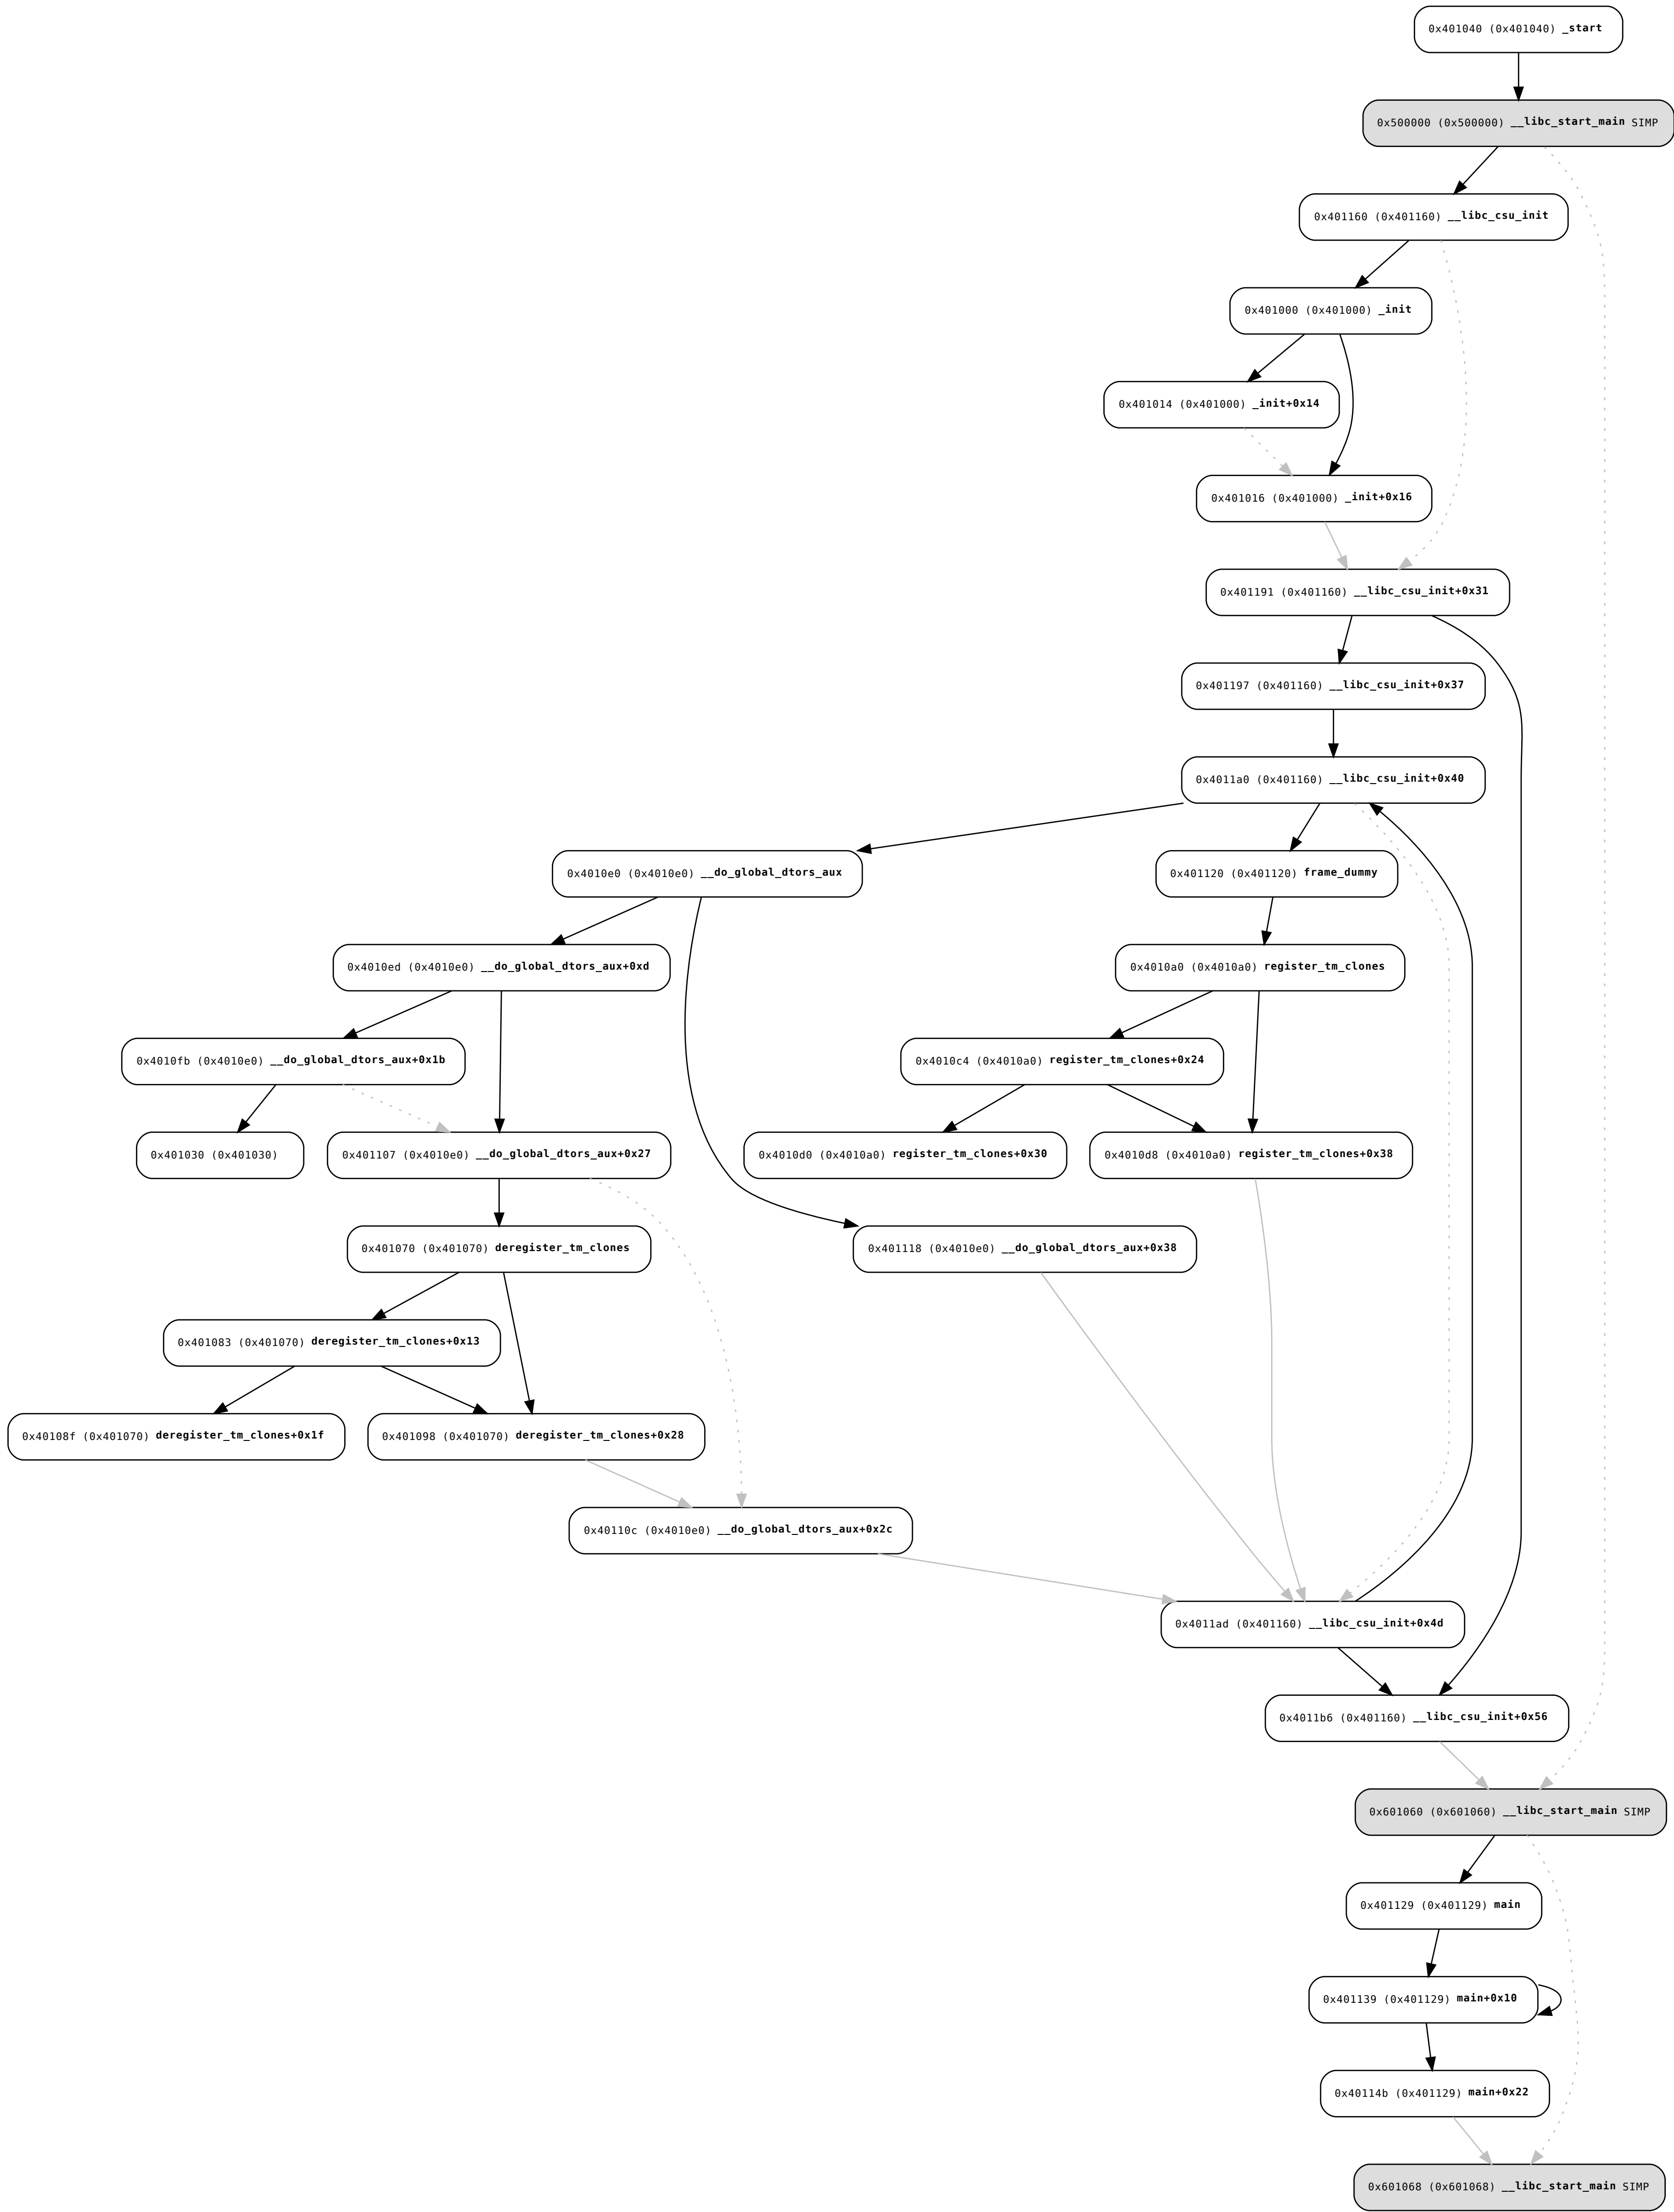 0x401040 (0x401040) _start
0x500000 (0x500000) __libc_start_main SIMP
0x401160 (0x401160) __libc_csu_init
0x401000 (0x401000) _init
0x401014 (0x401000) _init+0x14
0x401016 (0x401000) _init+0x16
0x401191 (0x401160) __libc_csu_init+0x31
0x401197 (0x401160) __libc_csu_init+0x37
0x4011a0 (0x401160) __libc_csu_init+0x40
0x4010e0 (0x4010e0) __do_global_dtors_aux
0x401120 (0x401120) frame_dummy
0x4010ed (0x4010e0) __do_global_dtors_aux+0xd
0x4010a0 (0x4010a0) register_tm_clones
0x4010fb (0x4010e0) __do_global_dtors_aux+0x1b
0x4010c4 (0x4010a0) register_tm_clones+0x24
0x401030 (0x401030)
0x401107 (0x4010e0) __do_global_dtors_aux+0x27
0x4010d0 (0x4010a0) register_tm_clones+0x30
0x4010d8 (0x4010a0) register_tm_clones+0x38
0x401070 (0x401070) deregister_tm_clones
0x401118 (0x4010e0) __do_global_dtors_aux+0x38
0x401083 (0x401070) deregister_tm_clones+0x13
0x40108f (0x401070) deregister_tm_clones+0x1f
0x401098 (0x401070) deregister_tm_clones+0x28
0x40110c (0x4010e0) __do_global_dtors_aux+0x2c
0x4011ad (0x401160) __libc_csu_init+0x4d
0x4011b6 (0x401160) __libc_csu_init+0x56
0x601060 (0x601060) __libc_start_main SIMP
0x401129 (0x401129) main
0x401139 (0x401129) main+0x10
0x40114b (0x401129) main+0x22
0x601068 (0x601068) __libc_start_main SIMP